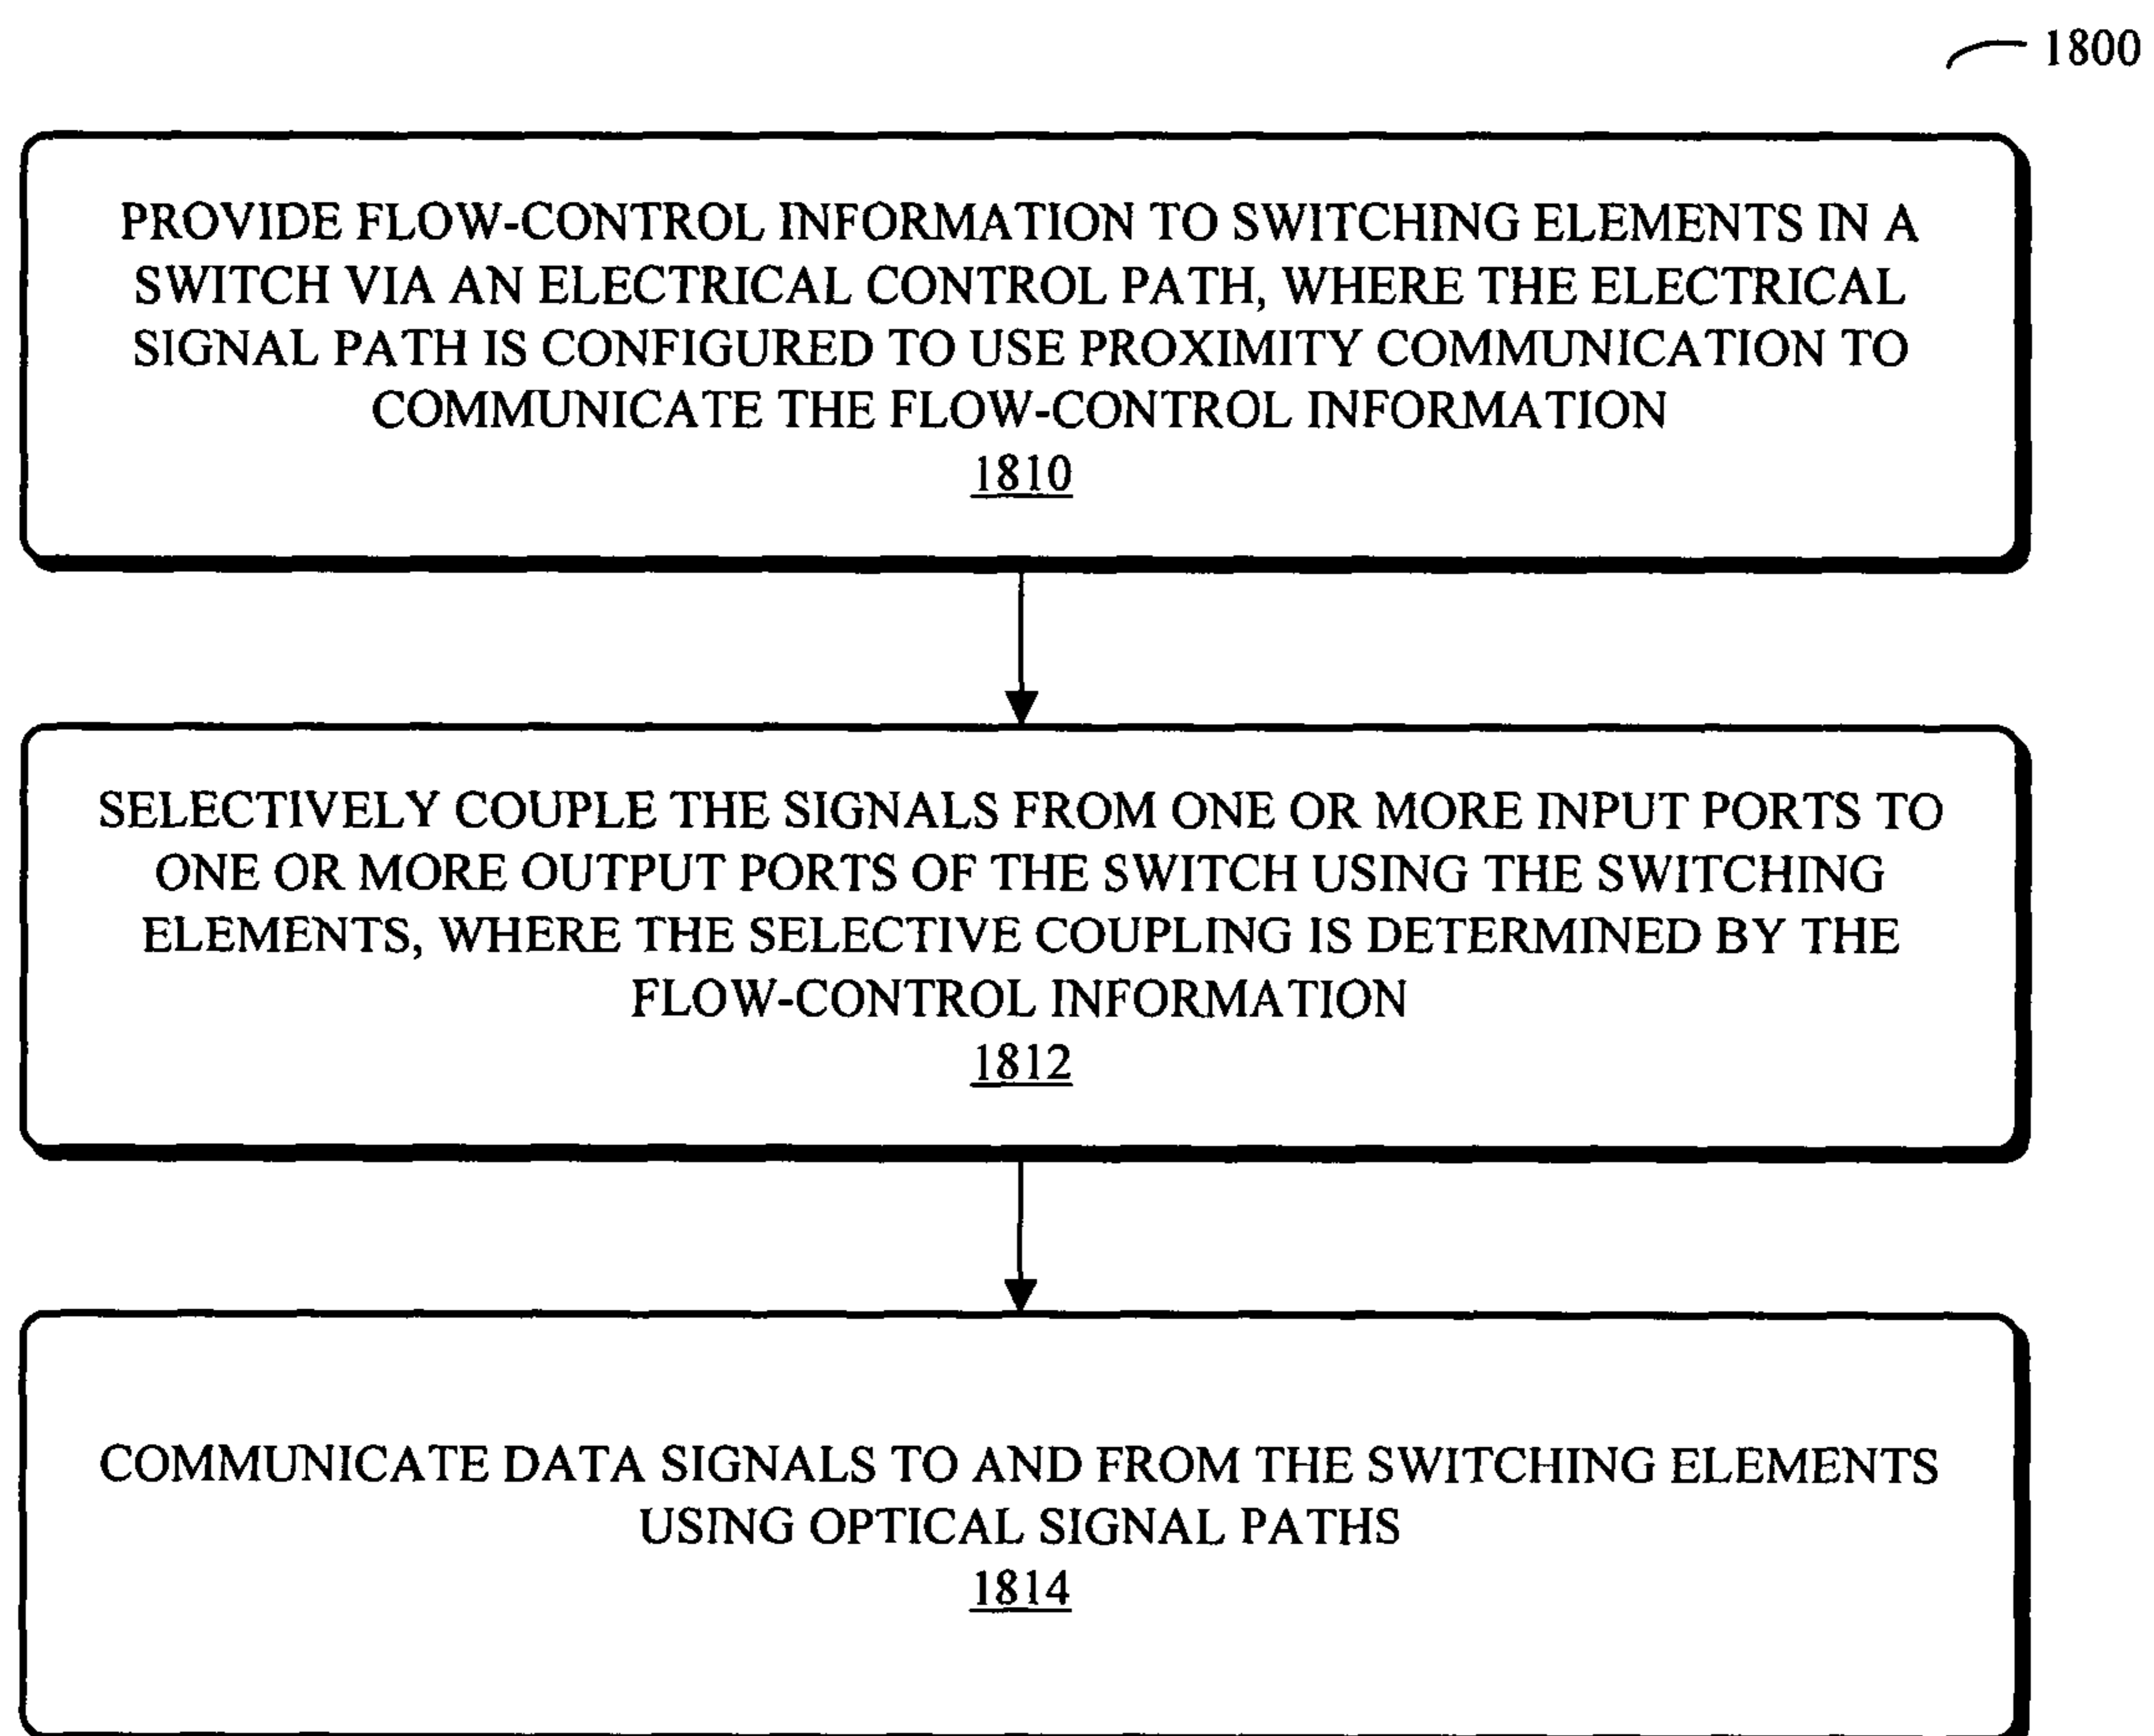 1800
PROVIDE FLOW-CONTROL INFORMATION TO SWITCHING ELEMENTS IN A
SWITCH VIA AN ELECTRICAL CONTROL PATH, WHERE THE ELECTRICAL
SIGNAL PATH IS CONFIGURED TO USE PROXIMITY COMMUNICATION TO
COMMUNICATE THE FLOW-CONTROL INFORMATION
1810
SELECTIVELY COUPLE THE SIGNALS FROM ONE OR MORE INPUT PORTS TO
ONE OR MORE OUTPUT PORTS OF THE SWITCH USING THE SWITCHING
ELEMENTS, WHERE THE SELECTIVE COUPLING IS DETERMINED BY THE
FLOW-CONTROL INFORMATION
1812
COMMUNICATE DATA SIGNALS TO AND FROM THE SWITCHING ELEMENTS
USING OPTICAL SIGNAL PATHS
1814